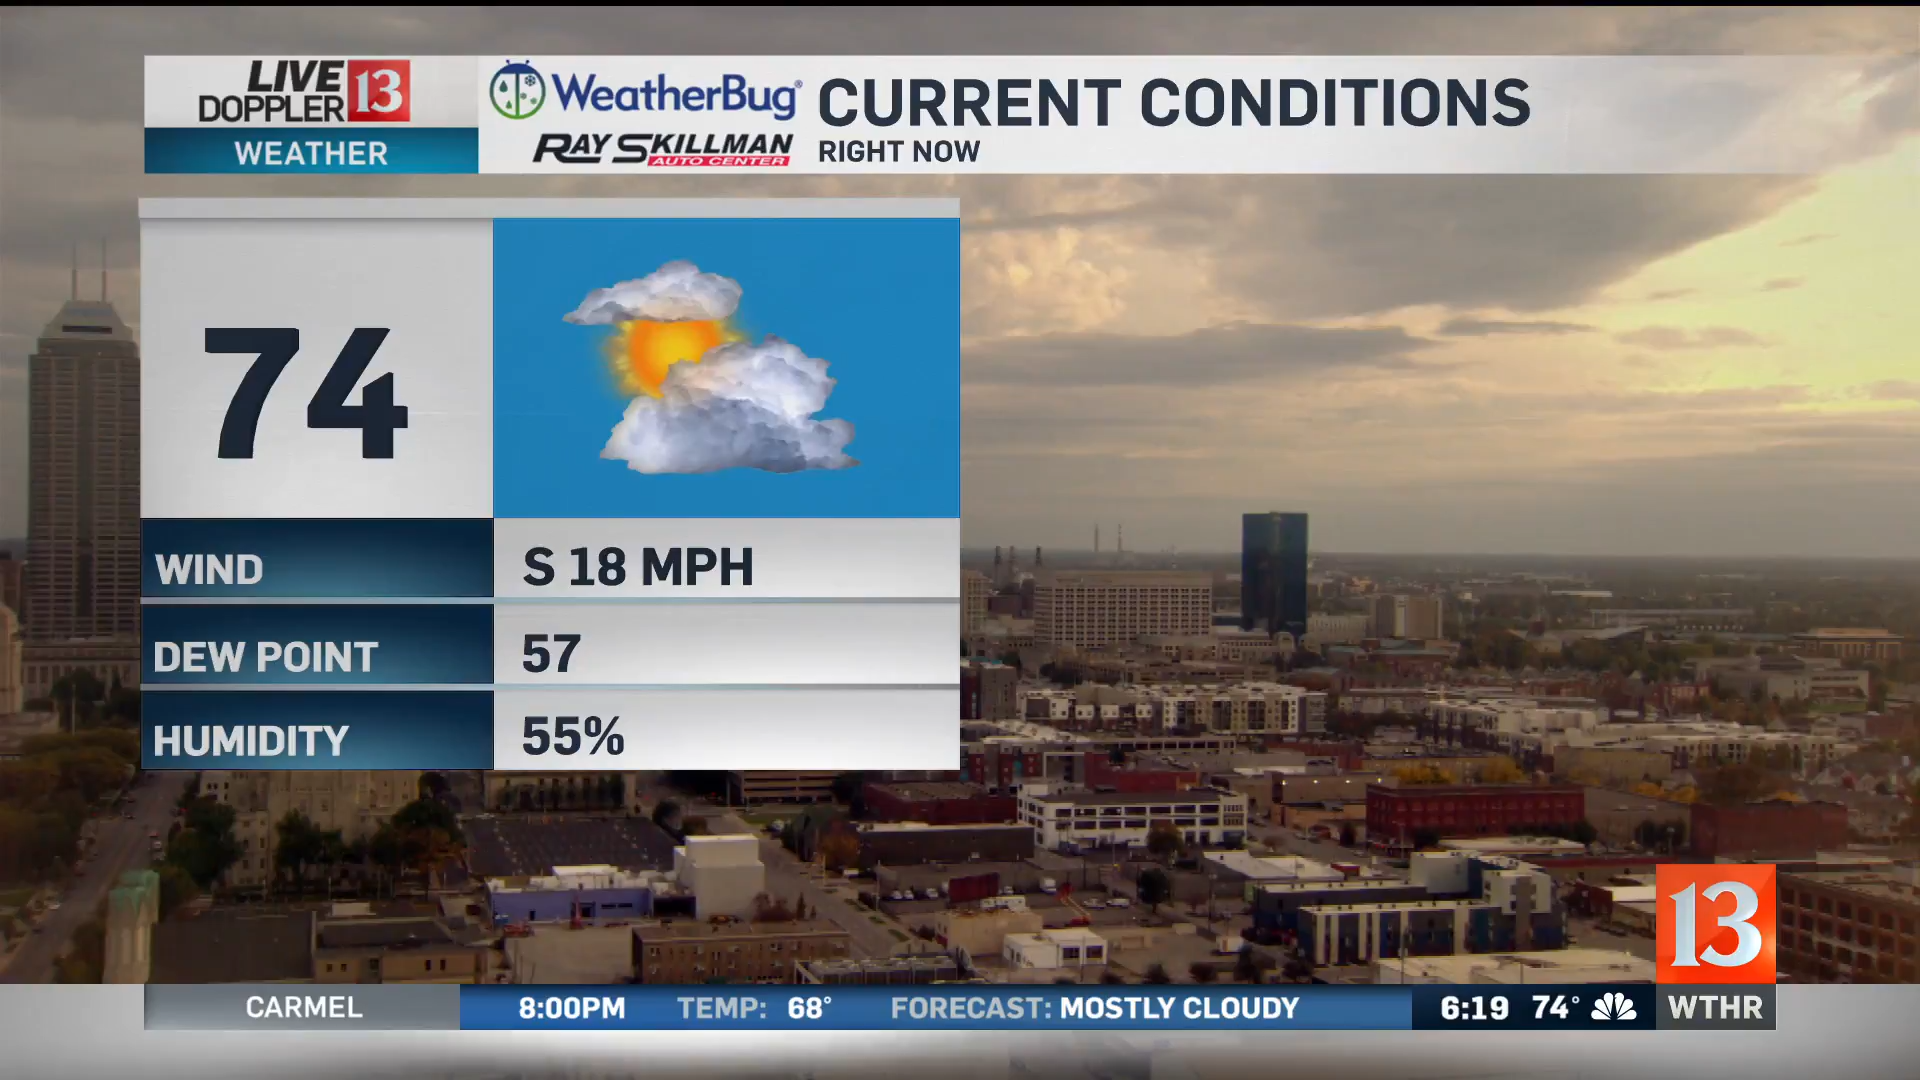 LIVE
DOPPLER 13
WEATHER
WeatherBug®
RAY SKILLMAN
AUTO CENTER
CURRENT CONDITIONS
RIGHT NOW
74
WIND S 18 MPH
DEW POINT 57
HUMIDITY 55%
13
CARMEL 8:00PM TEMP: 68° FORECAST: MOSTLY CLOUDY 6:19 74° WTHR